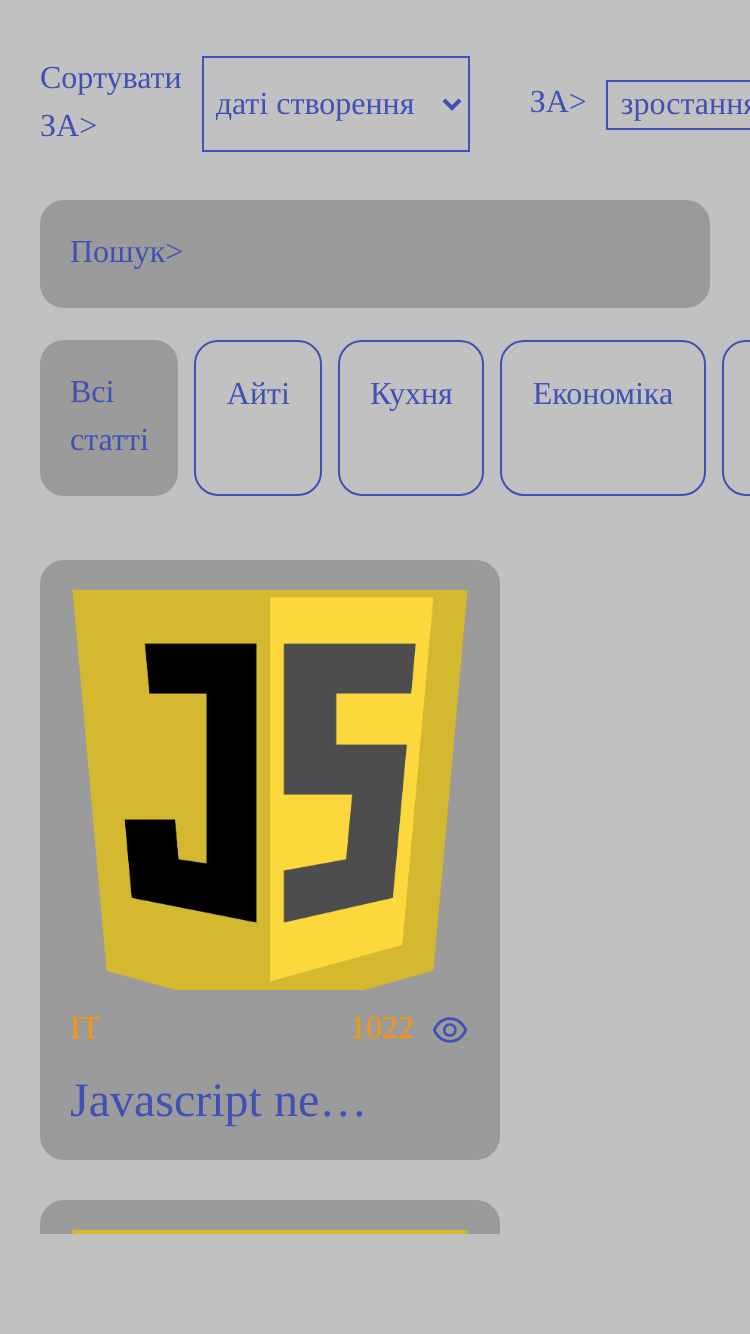 Сортувати
ЗА>
даті створення
ЗА>
зростання
Пошук>
Всі
статті
Айті
Кухня
Економіка
JS
IT
1022
Javascript ne…